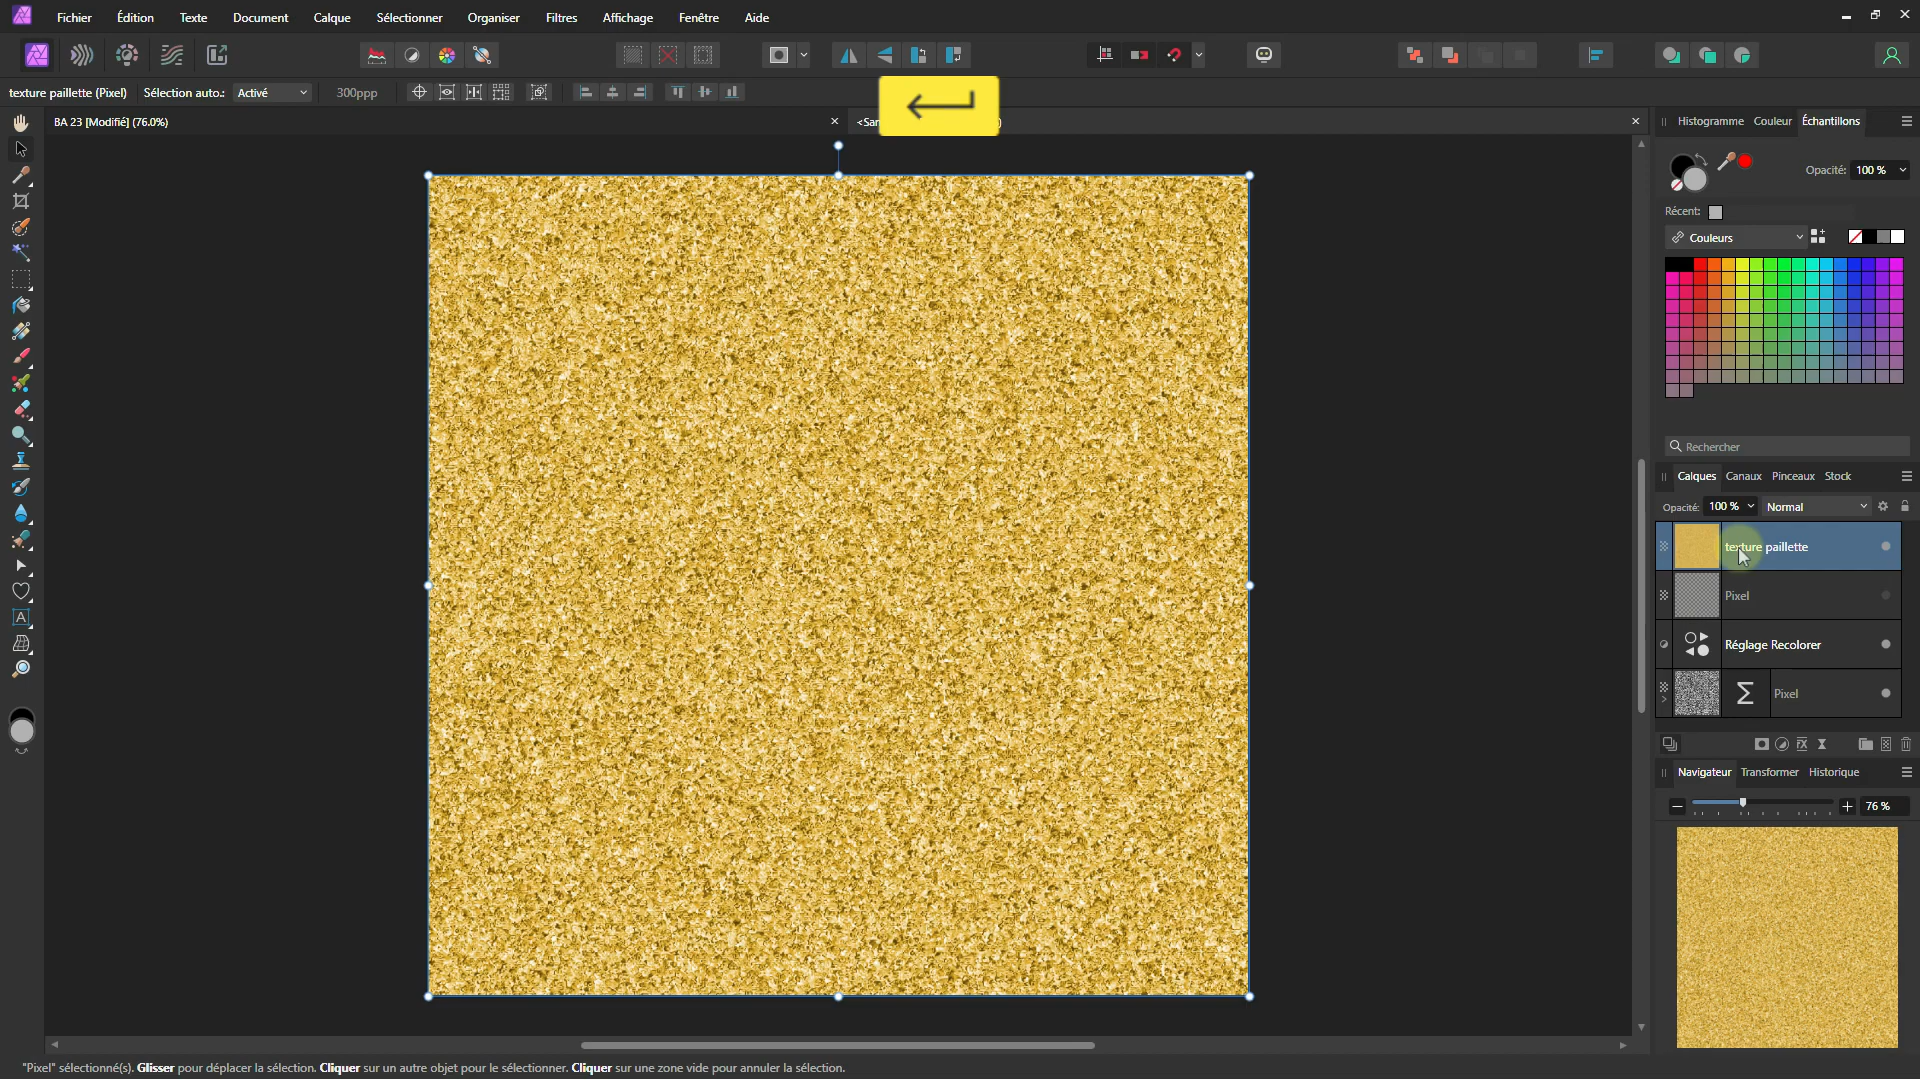 Fichier Édition Texte Document Calque Sélectionner Organiser Filtres Affichage Fenêtre Aide
texture paillette (Pixel) Sélection auto.: Activé 300ppp
BA 23 [Modifié] (76.0%)
Histogramme Couleur Échantillons
Opacité: 100 %
Récent:
Couleurs
Rechercher
Calques Canaux Pinceaux Stock
Opacité: 100 % Normal
texture paillette
Pixel
Réglage Recolorer
Pixel
Navigateur Transformer Historique
76 %
"Pixel" sélectionné(s). Glisser pour déplacer la sélection. Cliquer sur un autre objet pour le sélectionner. Cliquer sur une zone vide pour annuler la sélection.